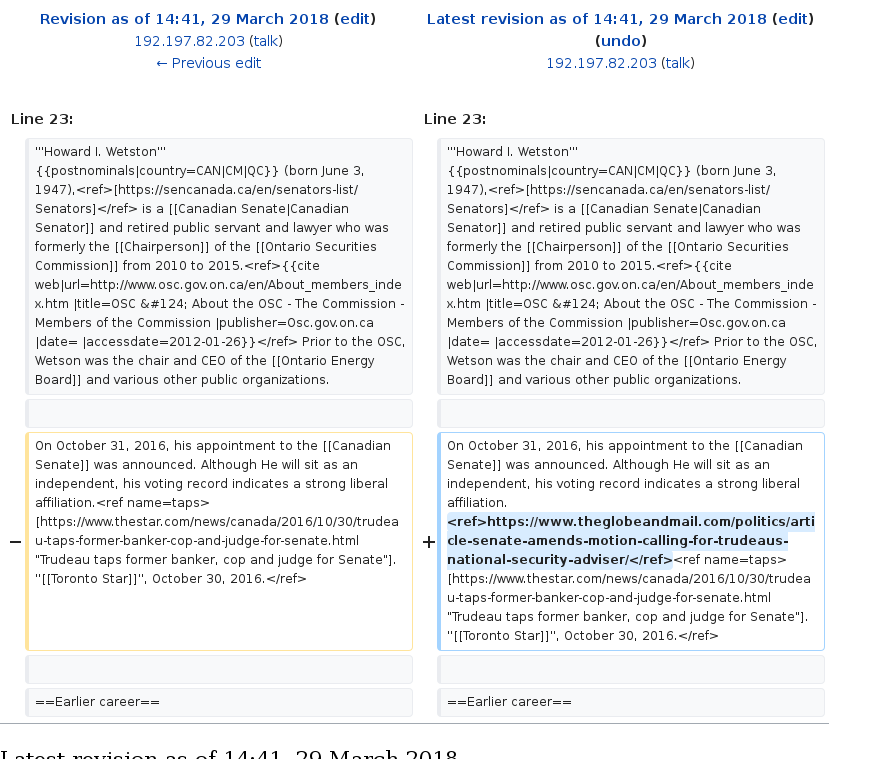 Revision as of 14:41, 29 March 2018 (edit)
192.197.82.203 (talk)
← Previous edit
Latest revision as of 14:41, 29 March 2018 (edit)
(undo)
192.197.82.203 (talk)
Line 23:
Line 23:
'''Howard I. Wetston'''
{{postnominals|country=CAN|CM|QC}} (born June 3,
1947),<ref>[https://sencanada.ca/en/senators-list/
Senators]</ref> is a [[Canadian Senate|Canadian
Senator]] and retired public servant and lawyer who was
formerly the [[Chairperson]] of the [[Ontario Securities
Commission]] from 2010 to 2015.<ref>{{cite
web|url=http://www.osc.gov.on.ca/en/About_members_inde
x.htm |title=OSC &#124; About the OSC - The Commission -
Members of the Commission |publisher=Osc.gov.on.ca
|date= |accessdate=2012-01-26}}</ref> Prior to the OSC,
Wetson was the chair and CEO of the [[Ontario Energy
Board]] and various other public organizations.
'''Howard I. Wetston'''
{{postnominals|country=CAN|CM|QC}} (born June 3,
1947),<ref>[https://sencanada.ca/en/senators-list/
Senators]</ref> is a [[Canadian Senate|Canadian
Senator]] and retired public servant and lawyer who was
formerly the [[Chairperson]] of the [[Ontario Securities
Commission]] from 2010 to 2015.<ref>{{cite
web|url=http://www.osc.gov.on.ca/en/About_members_inde
x.htm |title=OSC &#124; About the OSC - The Commission -
Members of the Commission |publisher=Osc.gov.on.ca
|date= |accessdate=2012-01-26}}</ref> Prior to the OSC,
Wetson was the chair and CEO of the [[Ontario Energy
Board]] and various other public organizations.
−
On October 31, 2016, his appointment to the [[Canadian
Senate]] was announced. Although He will sit as an
independent, his voting record indicates a strong liberal
affiliation.<ref name=taps>
[https://www.thestar.com/news/canada/2016/10/30/trudea
u-taps-former-banker-cop-and-judge-for-senate.html
"Trudeau taps former banker, cop and judge for Senate"].
''[[Toronto Star]]'', October 30, 2016.</ref>
+
On October 31, 2016, his appointment to the [[Canadian
Senate]] was announced. Although He will sit as an
independent, his voting record indicates a strong liberal
affiliation.
<ref>https://www.theglobeandmail.com/politics/arti
cle-senate-amends-motion-calling-for-trudeaus-
national-security-adviser/</ref><ref name=taps>
[https://www.thestar.com/news/canada/2016/10/30/trudea
u-taps-former-banker-cop-and-judge-for-senate.html
"Trudeau taps former banker, cop and judge for Senate"].
''[[Toronto Star]]'', October 30, 2016.</ref>
==Earlier career==
==Earlier career==
Latest revision as of 14:41, 29 March 2018